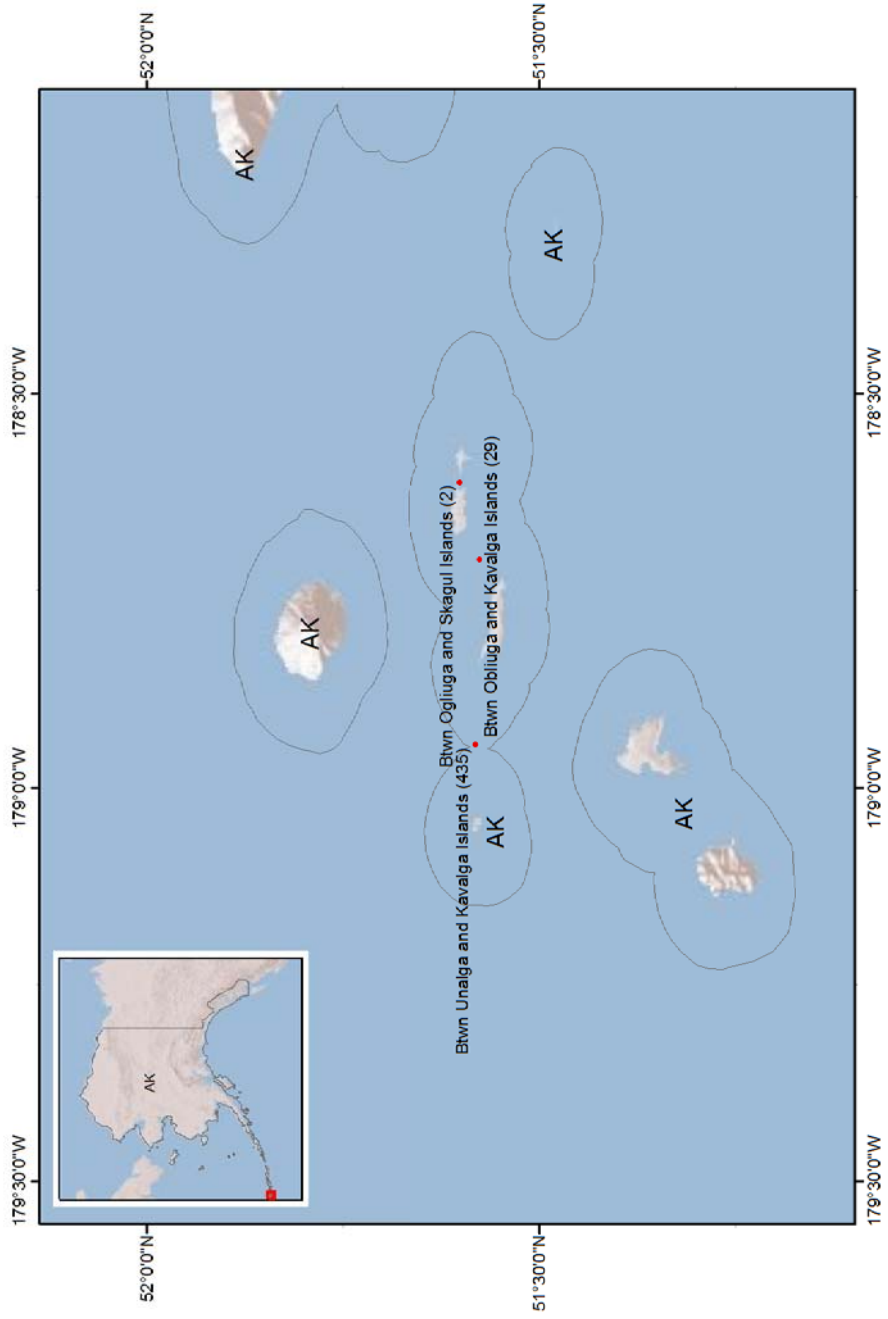 179°30'0"W
179°0'0"W
178°30'0"W
52°0'0"N
52°0'0"N
AK
AK
AK
Btwn Ogliuga and Skagul Islands (2)
Btwn Unalga and Kavalga Islands (435)
Btwn Obliuga and Kavalga Islands (29)
AK
AK
51°30'0"N
51°30'0"N
AK
179°30'0"W
179°0'0"W
178°30'0"W